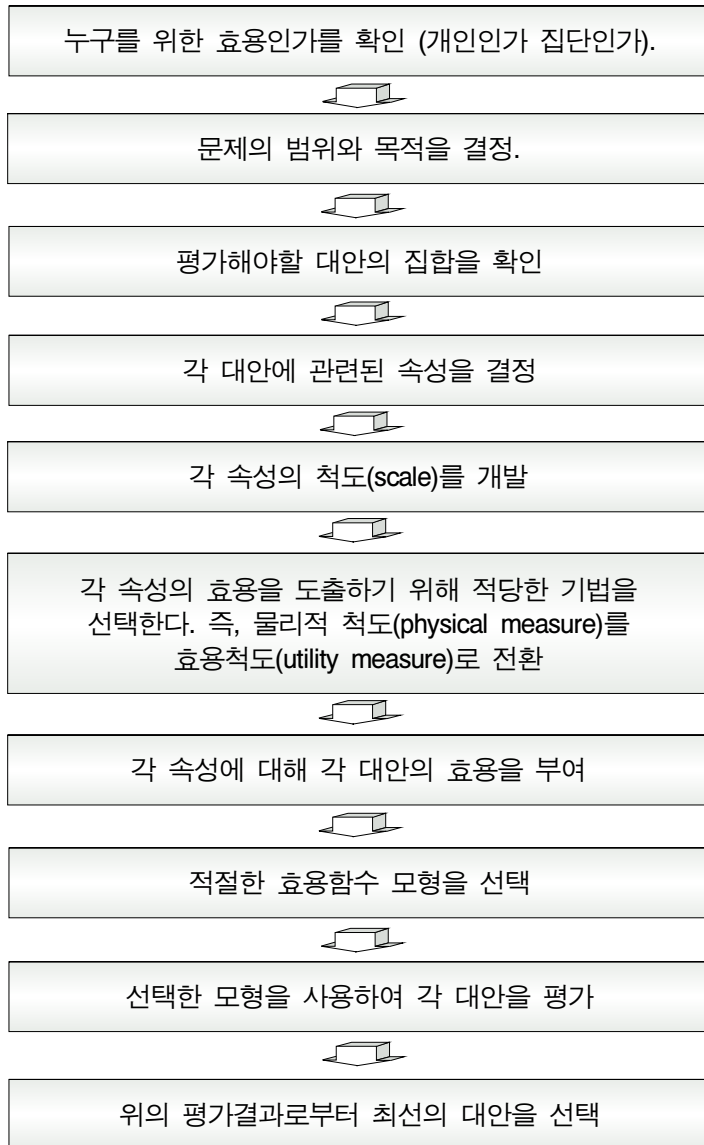 누구를 위한 효용인가를 확인 (개인인가 집단인가).
문제의 범위와 목적을 결정.
평가해야할 대안의 집합을 확인
각 대안에 관련된 속성을 결정
각 속성의 척도(scale)를 개발
각 속성의 효용을 도출하기 위해 적당한 기법을
선택한다. 즉, 물리적 척도(physical measure)를
효용척도(utility measure)로 전환
각 속성에 대해 각 대안의 효용을 부여
적절한 효용함수 모형을 선택
선택한 모형을 사용하여 각 대안을 평가
위의 평가결과로부터 최선의 대안을 선택